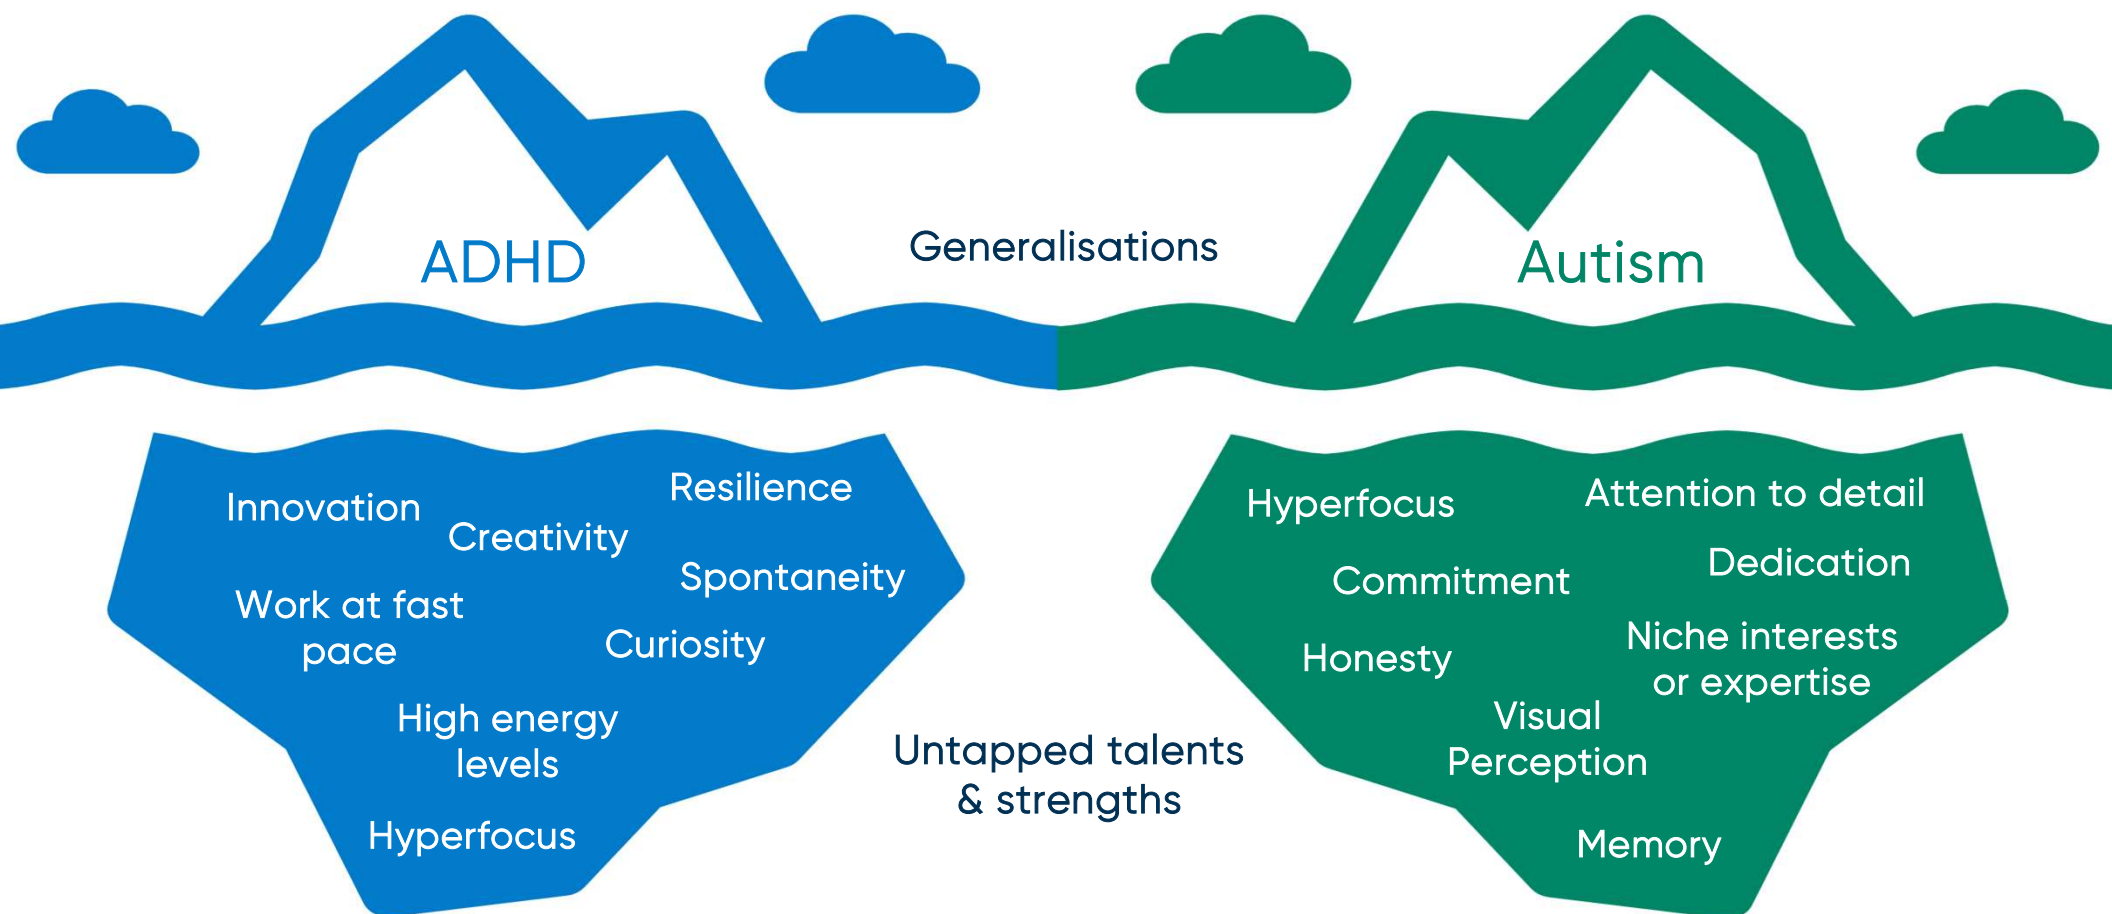 ADHD
Generalisations
Autism
Innovation
Creativity
Resilience
Spontaneity
Work at fast
pace
Curiosity
High energy
levels
Hyperfocus
Untapped talents
& strengths
Hyperfocus
Attention to detail
Commitment
Dedication
Honesty
Niche interests
or expertise
Visual
Perception
Memory